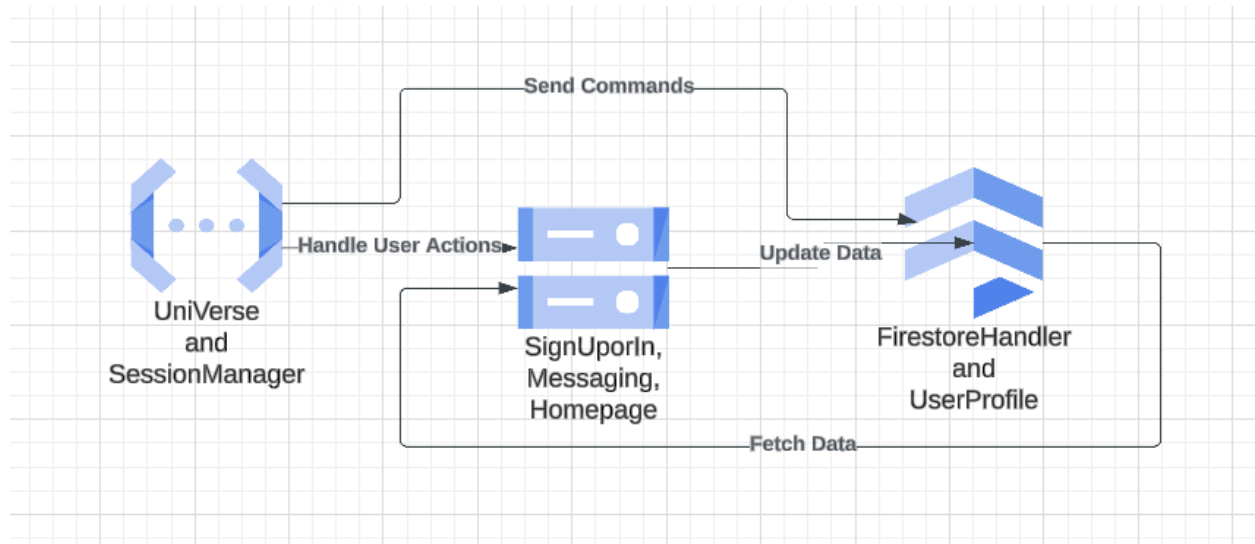 Send Commands
Handle User Actions
Update Data
UniVerse
and
SessionManager
SignUporIn,
Messaging,
Homepage
FirestoreHandler
and
UserProfile
Fetch Data